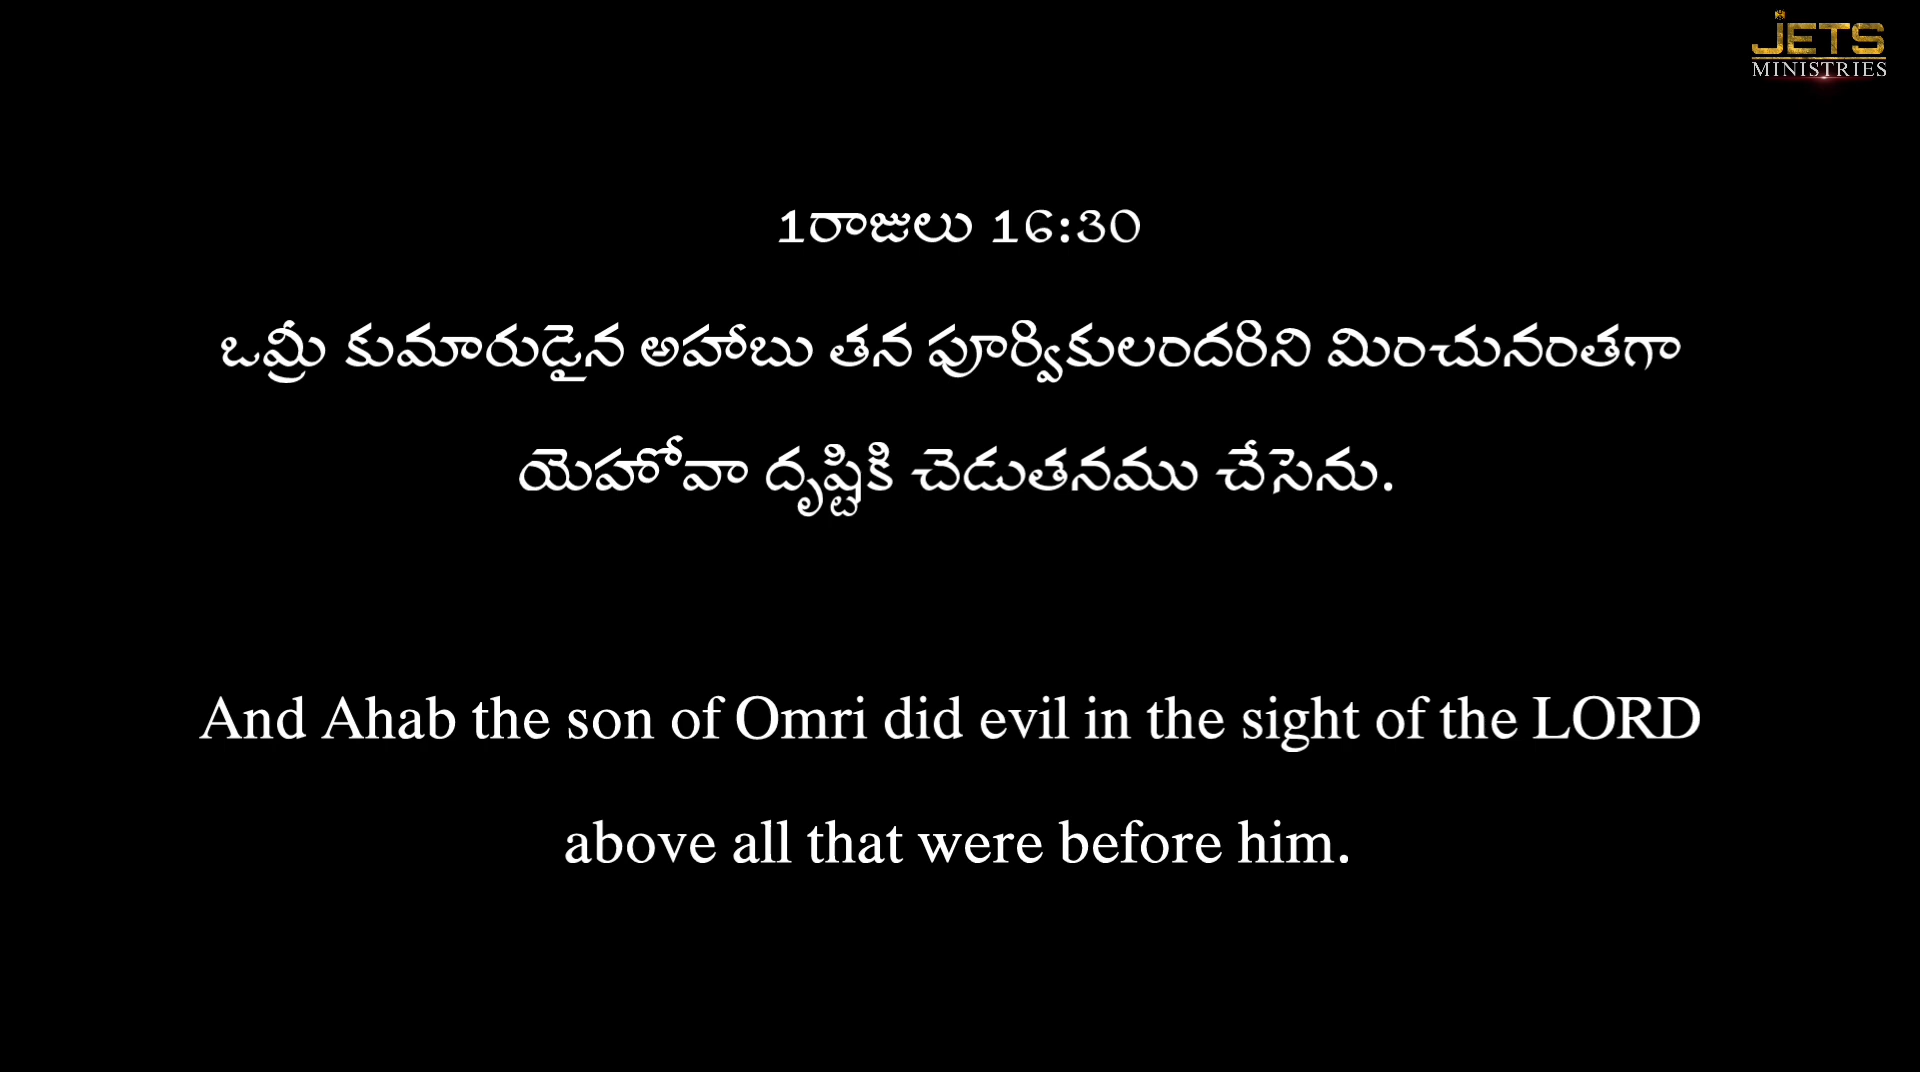 JETS
MINISTRIES
1రాజులు 16:30
ఒమ్రీ కుమారుడైన అహాబు తన పూర్వికులందరిని మించునంతగా
యెహోవా దృష్టికి చెడుతనము చేసెను.
And Ahab the son of Omri did evil in the sight of the LORD
above all that were before him.